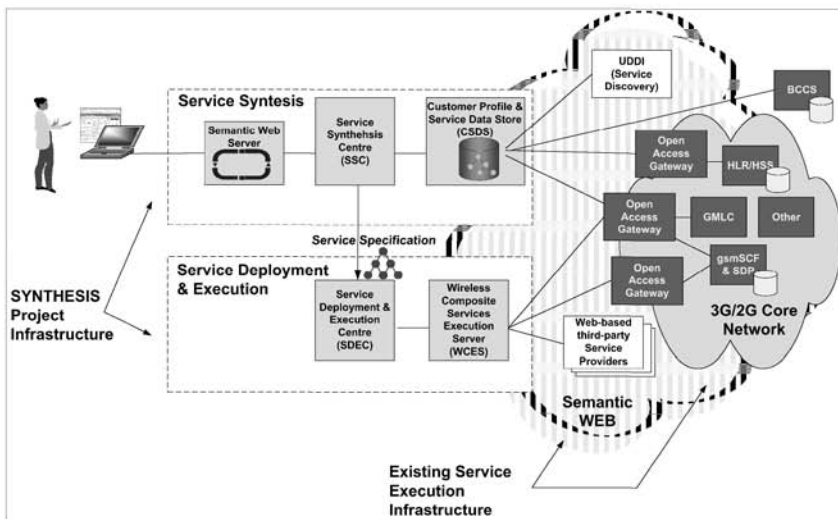 Service Syntesis
Semantic Web
Server
Service
Synthehsis
Centre
(SSC)
Customer Profile &
Service Data Store
(CSDS)
UDDI
(Service
Discovery)
BCCS
Open
Access
Gateway
HLR/HSS
Open
Access
Gateway
GMLC
Other
gsmSCF
& SDP
Open
Access
Gateway
3G/2G Core
Network
Service Specification
Service Deployment
& Execution
Service
Deployment &
Execution
Centre
(SDEC)
Wireless
Composite
Services
Execution
Server
(WCES)
Web-based
third-party
Service
Providers
SYNTHESIS
Project
Infrastructure
Semantic
WEB
Existing Service
Execution
Infrastructure